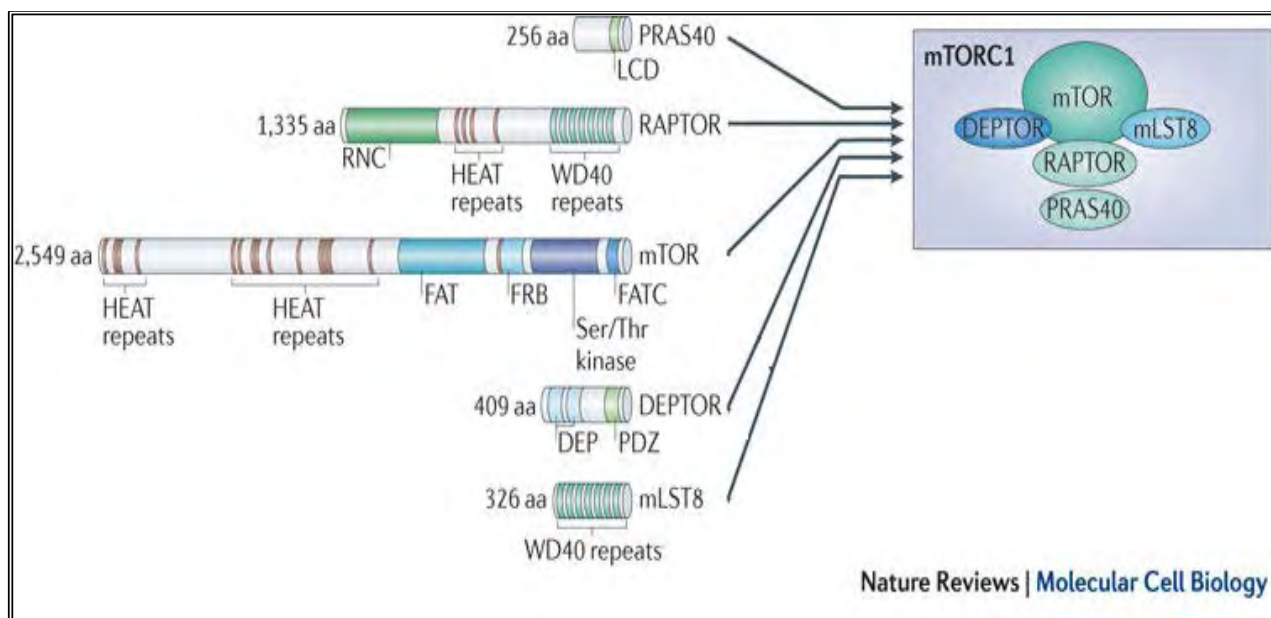 256 aa PRAS40
LCD
1,335 aa RAPTOR
RNC
HEAT
repeats
WD40
repeats
2,549 aa mTOR
HEAT
repeats
HEAT
repeats
FAT
FRB
FATC
Ser/Thr
kinase
409 aa DEPTOR
DEP
PDZ
326 aa mLST8
WD40 repeats
mTORC1
mTOR
DEPTOR
mLST8
RAPTOR
PRAS40
Nature Reviews | Molecular Cell Biology